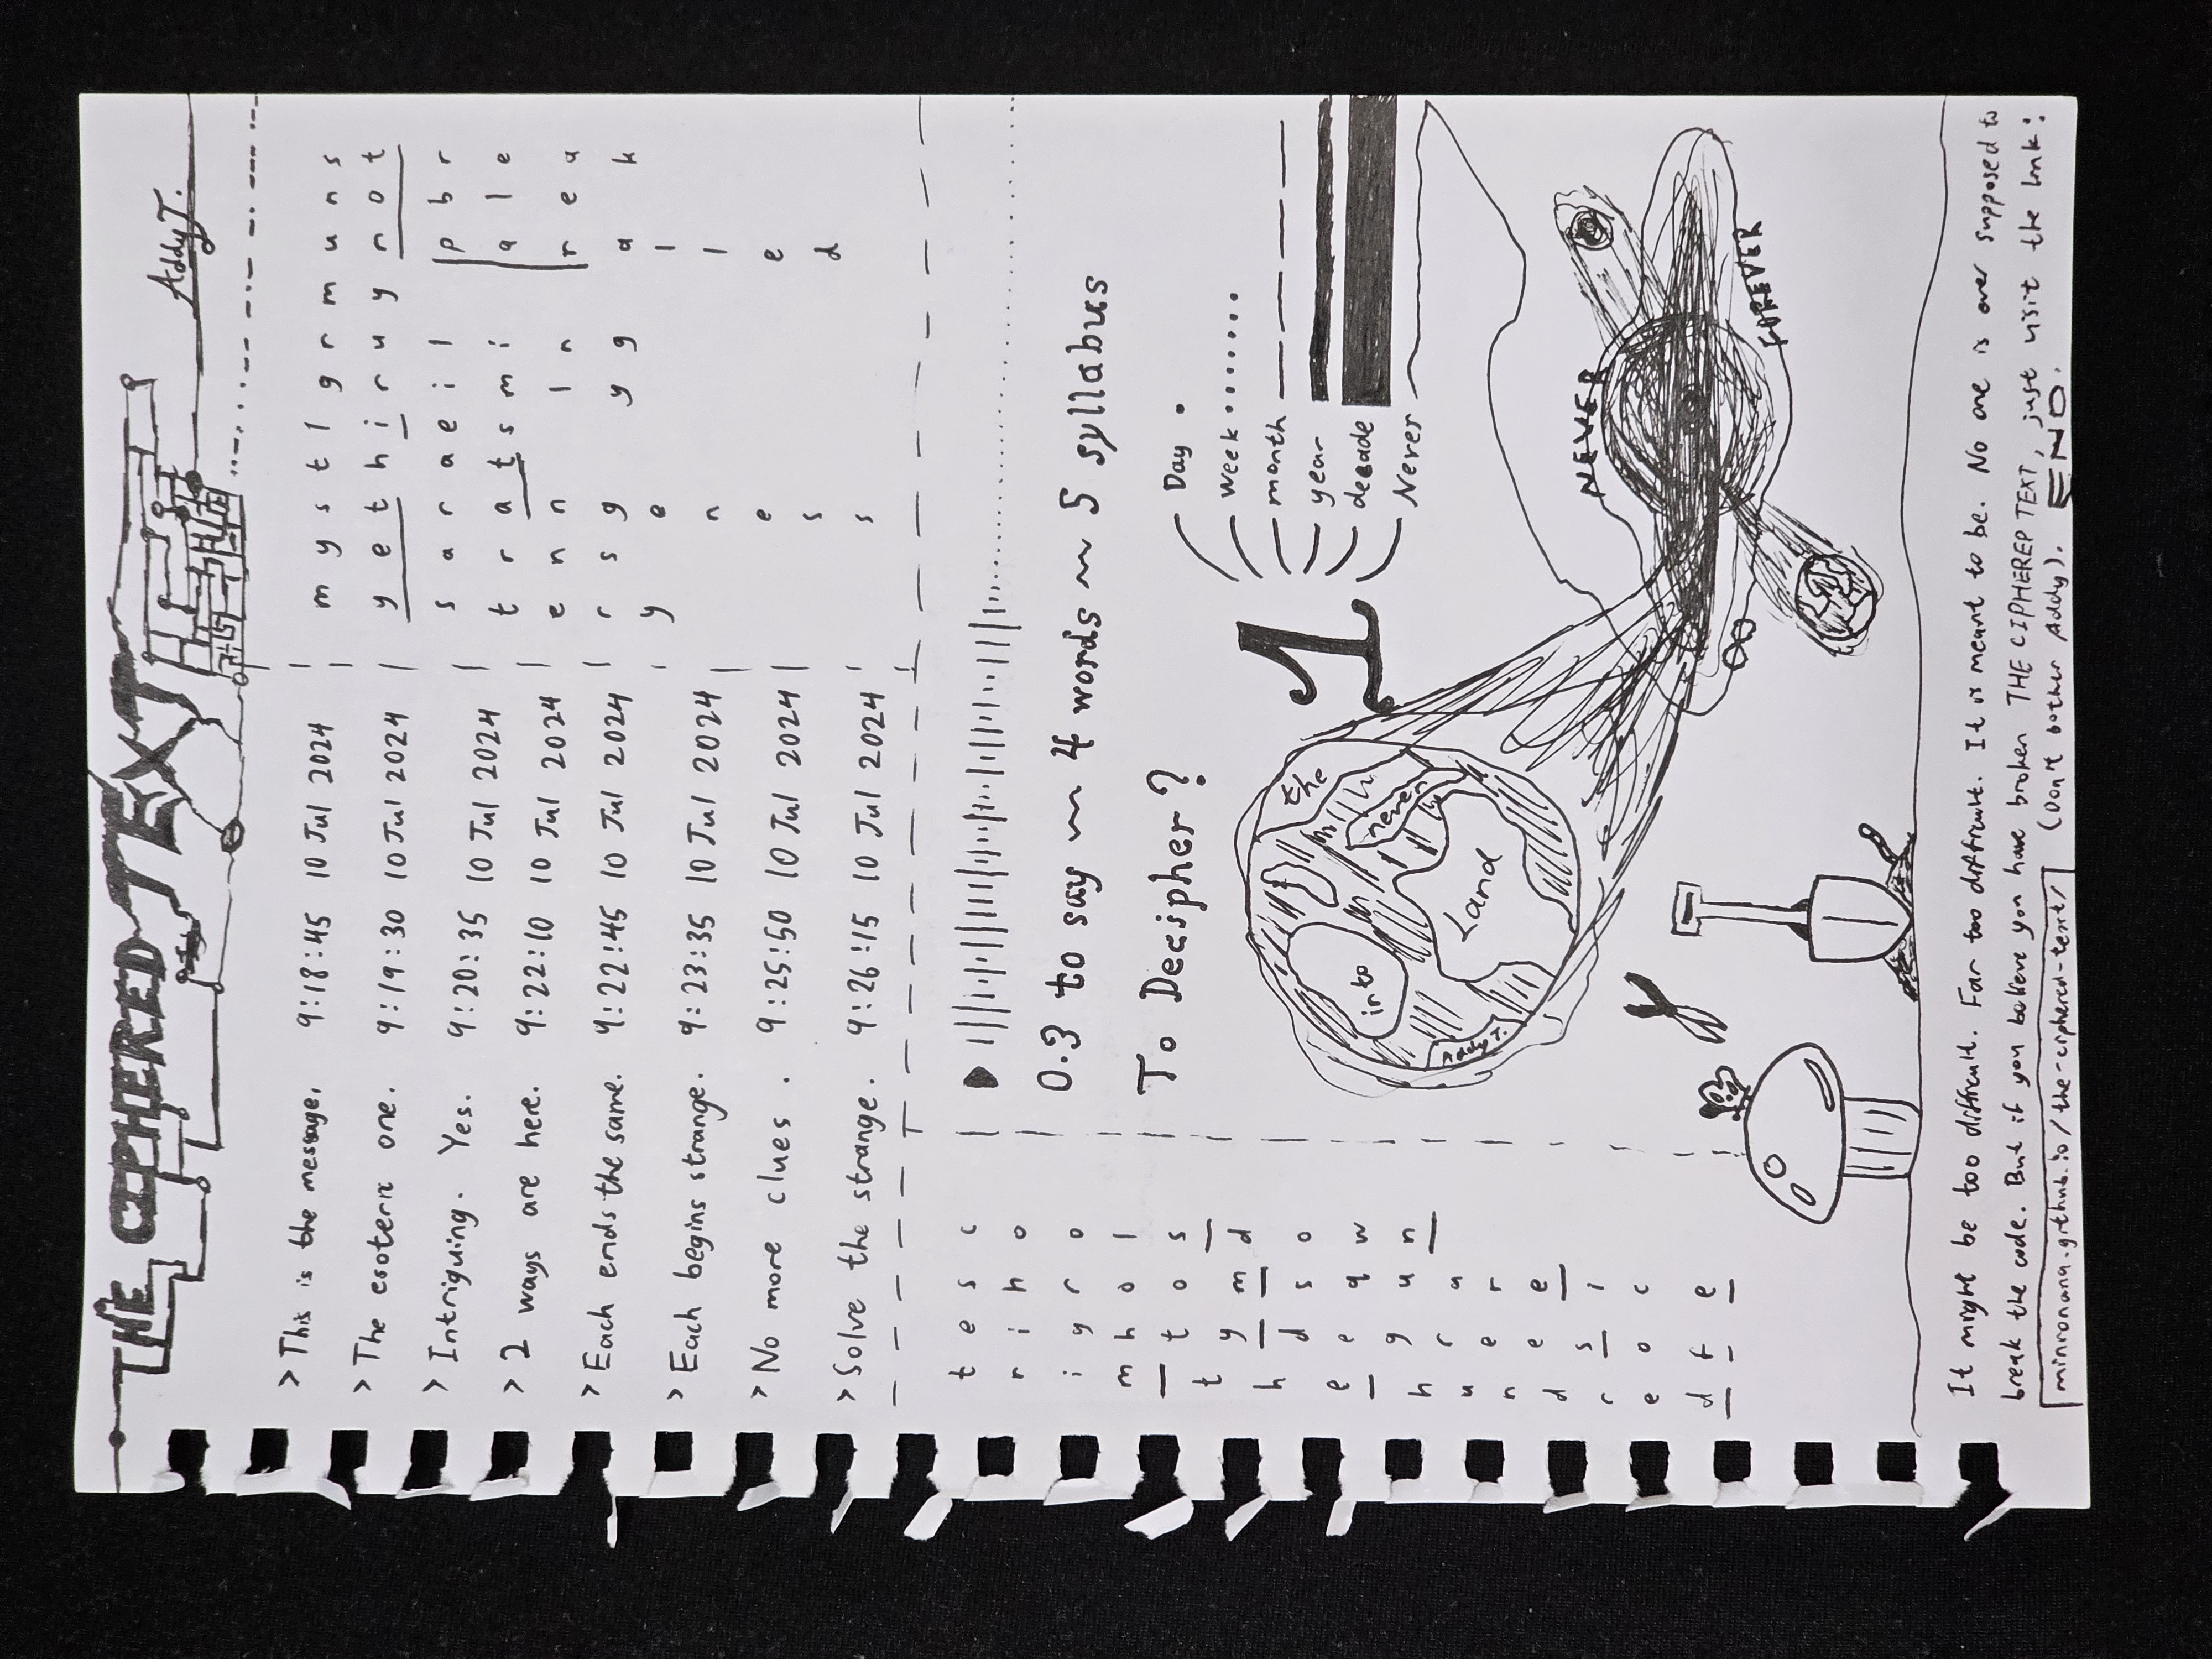 THE CIPHERED TEXT
Addy T.
> This is the message. 9:18:45 10 Jul 2024
> The esoteric one. 9:19:30 10 Jul 2024
> Intriguing. Yes. 9:20:35 10 Jul 2024
> 2 ways are here. 9:22:10 10 Jul 2024
> Each ends the same. 9:22:45 10 Jul 2024
> Each begins strange. 9:23:35 10 Jul 2024
> No more clues . 9:25:50 10 Jul 2024
> Solve the strange. 9:26:15 10 Jul 2024
m y s t l g r m u n s
y e t h i r u y n o t
s a r a e i l p b r
t r a t s m i a l e
e n n l n r e a
r s g y g a k
y e l
n l
e e
s d
s
t e s c
r i h o
i g r o
m h o l
t o s
t y m d
h d s o
e e q w
h g u n
u r a
n e r
d e e
r s l
e o c
d f e
0.3 to say ~ 4 words ~ 5 syllabus
To Decipher?
1
Day
week
month
year
decade
Never
into
the
never
Land
Addy T.
NEVER
∞
FOREVER
It might be too difficult. Far too difficult. It is meant to be. No one is ever supposed to
break the code. But if you believe you have broken THE CIPHERED TEXT, just visit the link:
minronana.github.io/the-ciphered-text/ (Don't bother Addy). END.